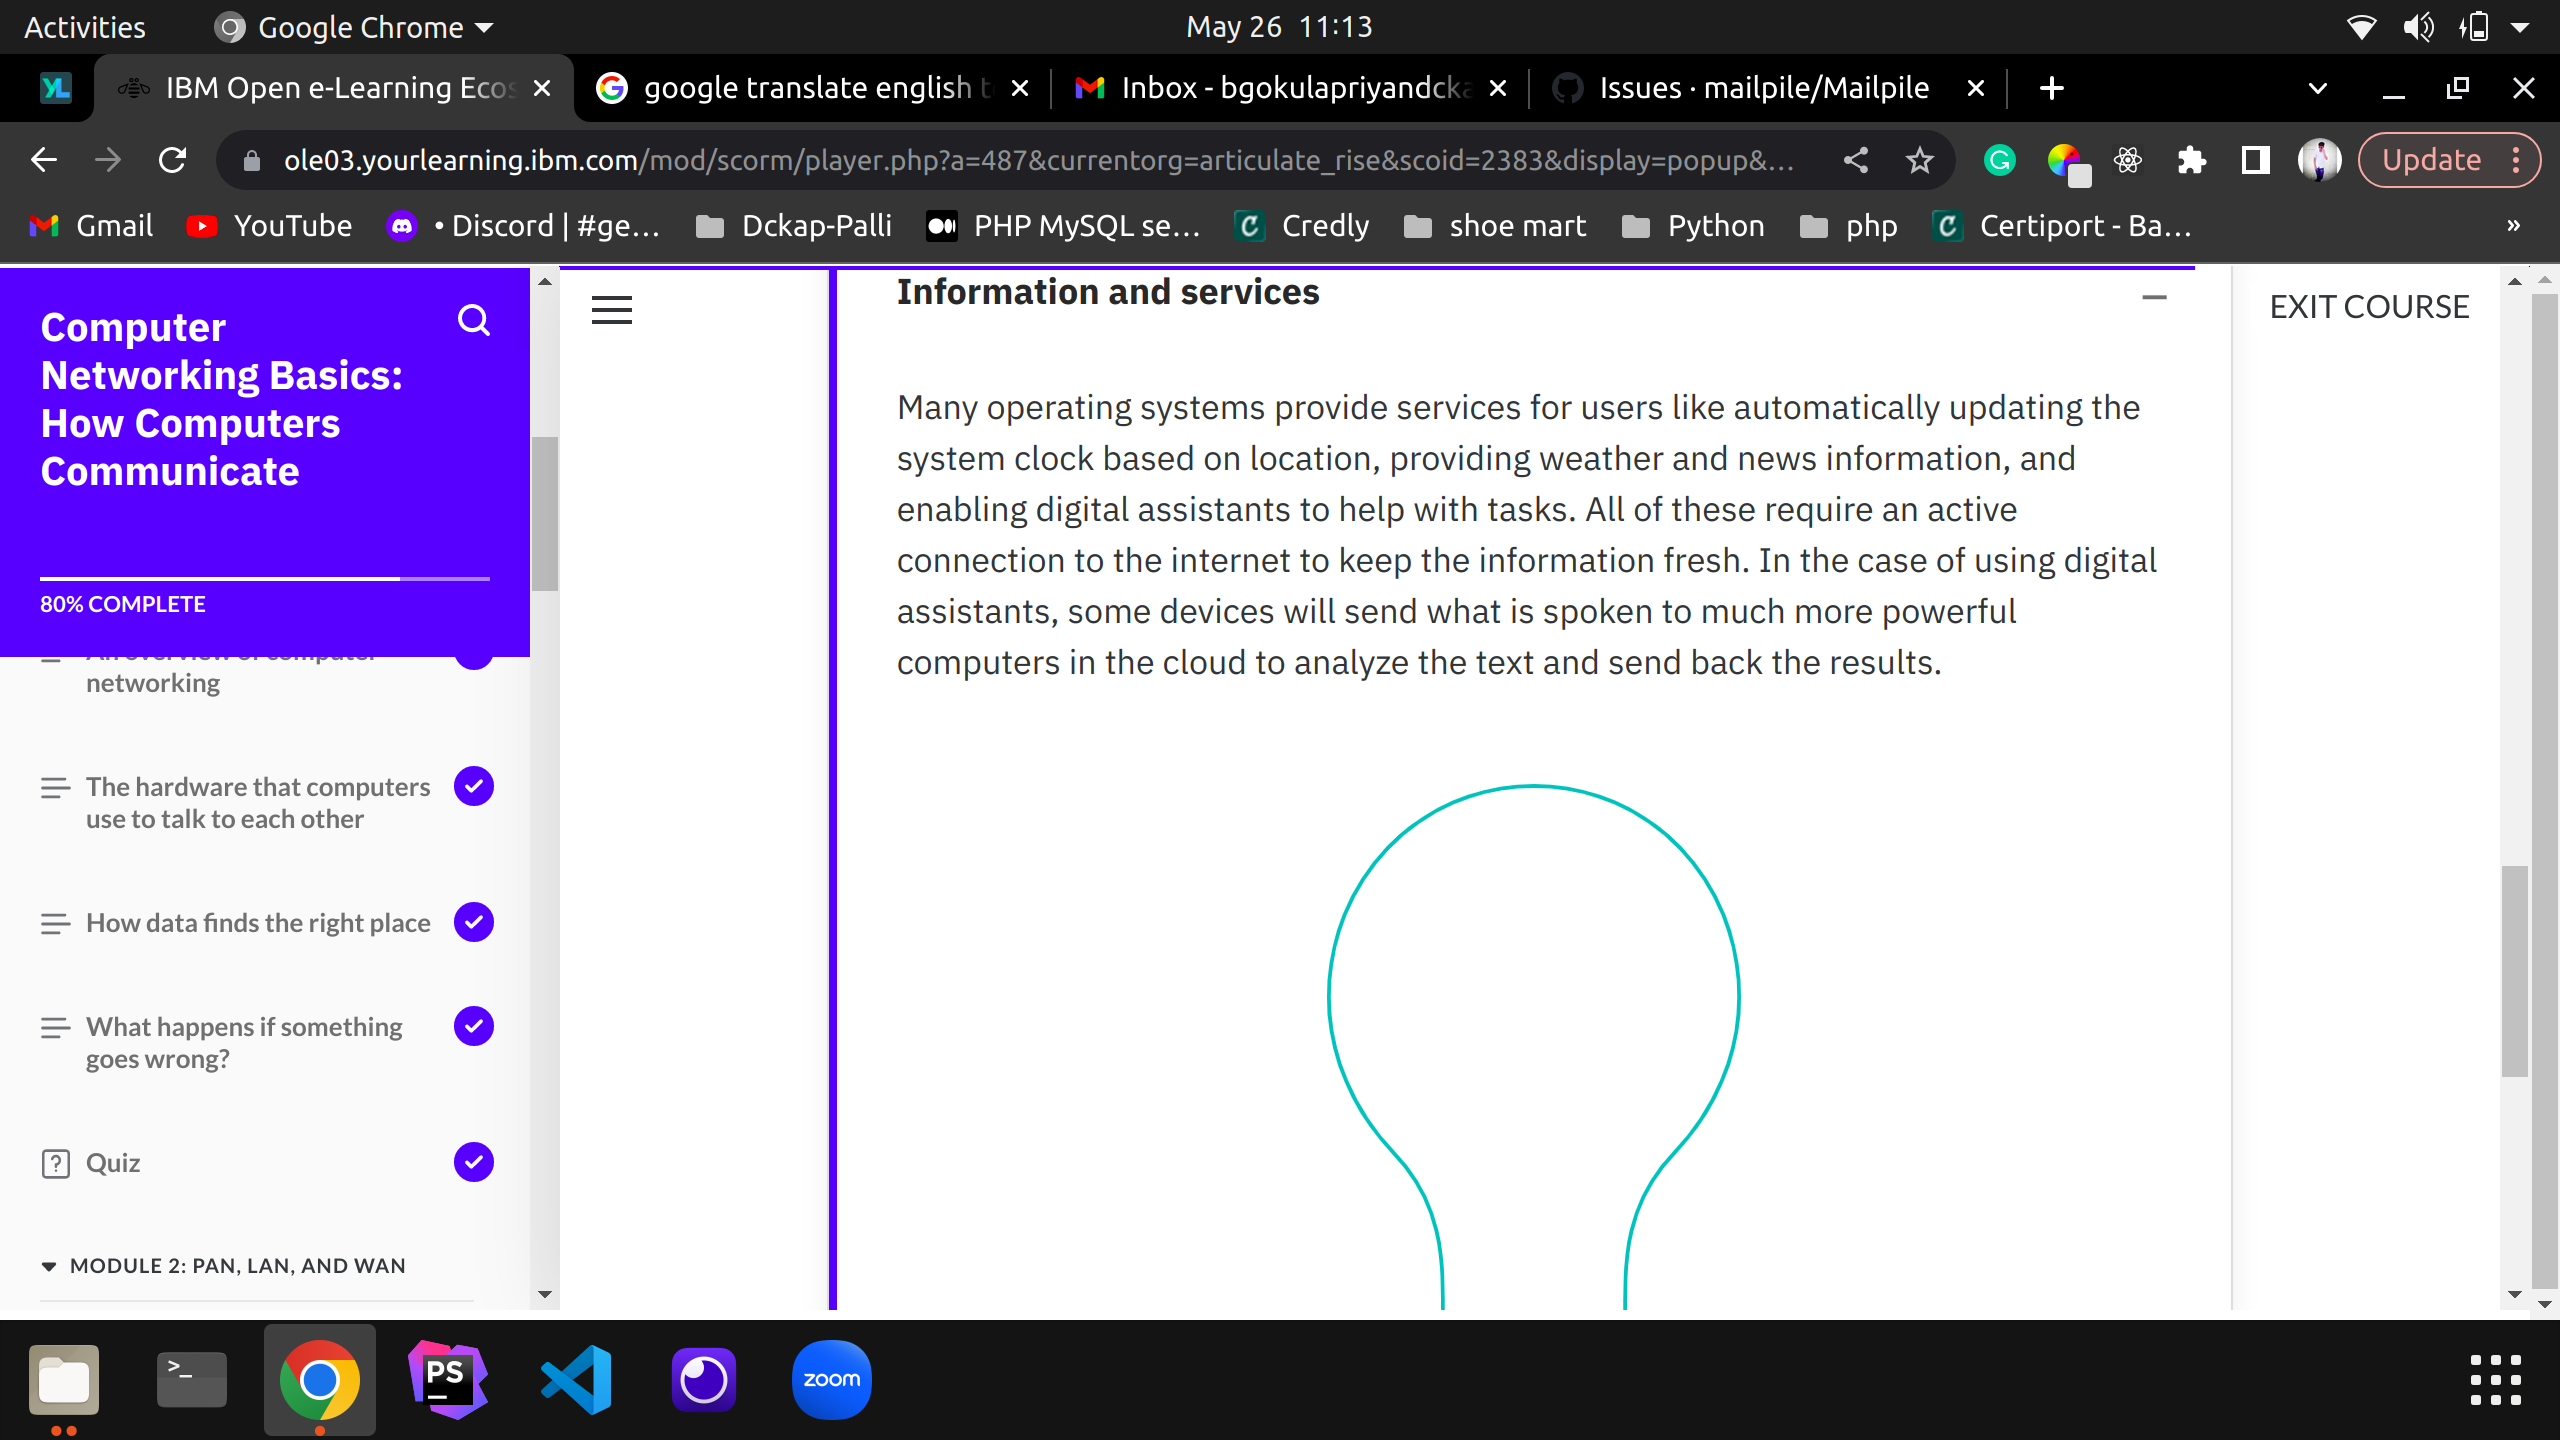 Activities
Google Chrome
May 26 11:13
IBM Open e-Learning Ecos
google translate english t
Inbox - bgokulapriyandcka
Issues · mailpile/Mailpile
ole03.yourlearning.ibm.com/mod/scorm/player.php?a=487&currentorg=articulate_rise&scoid=2383&display=popup&...
Update
Gmail
YouTube
• Discord | #ge...
Dckap-Palli
PHP MySQL se...
Credly
shoe mart
Python
php
Certiport - Ba...
»
Computer
Networking Basics:
How Computers
Communicate
80% COMPLETE
An overview of computer
networking
The hardware that computers
use to talk to each other
How data finds the right place
What happens if something
goes wrong?
Quiz
MODULE 2: PAN, LAN, AND WAN
Information and services
EXIT COURSE
Many operating systems provide services for users like automatically updating the
system clock based on location, providing weather and news information, and
enabling digital assistants to help with tasks. All of these require an active
connection to the internet to keep the information fresh. In the case of using digital
assistants, some devices will send what is spoken to much more powerful
computers in the cloud to analyze the text and send back the results.
PS
zoom